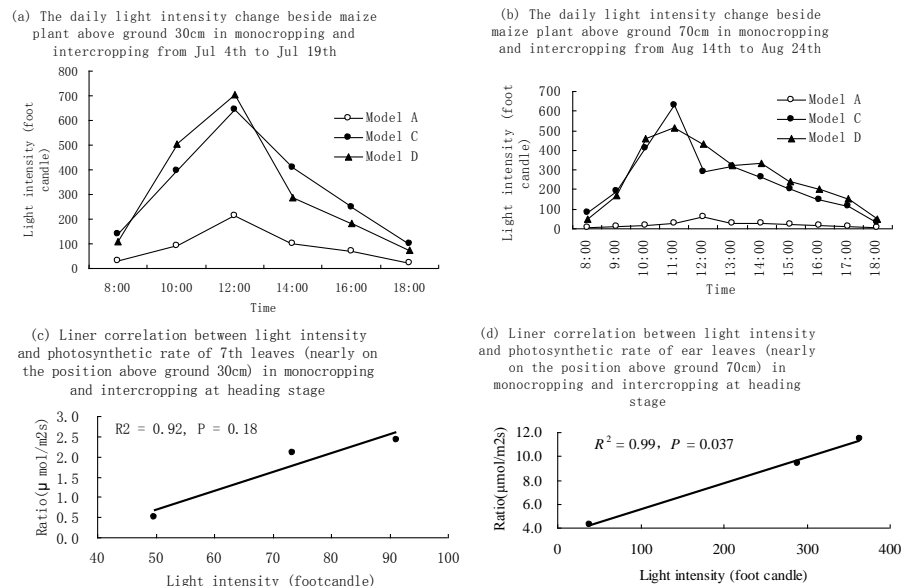 (a) The daily light intensity change beside maize
plant above ground 30cm in monocropping and
intercropping from Jul 4th to Jul 19th
800
700
600
500
400
300
200
100
0
Light intensity (foot
candle)
8:00 10:00 12:00 14:00 16:00 18:00
Time
Model A
Model C
Model D
(b) The daily light intensity change beside
maize plant above ground 70cm in monocropping
and intercropping from Aug 14th to Aug 24th
700
600
500
400
300
200
100
0
Light intensity (foot
candle)
8:00 9:00 10:00 11:00 12:00 13:00 14:00 15:00 16:00 17:00 18:00
Time
Model A
Model C
Model D
(c) Liner correlation between light intensity
and photosynthetic rate of 7th leaves (nearly on
the position above ground 30cm) in monocropping
and intercropping at heading stage
3.0
2.5
2.0
1.5
1.0
0.5
0.0
Ratio(μ mol/m2s)
R2 = 0.92, P = 0.18
40 50 60 70 80 90 100
Light intensity (footcandle)
(d) Liner correlation between light intensity
and photosynthetic rate of ear leaves (nearly
on the position above ground 70cm) in
monocropping and intercropping at heading
stage
12.0
10.0
8.0
6.0
4.0
Ratio(μmol/m2s)
R² = 0.99, P = 0.037
0 100 200 300 400
Light intensity (foot candle)